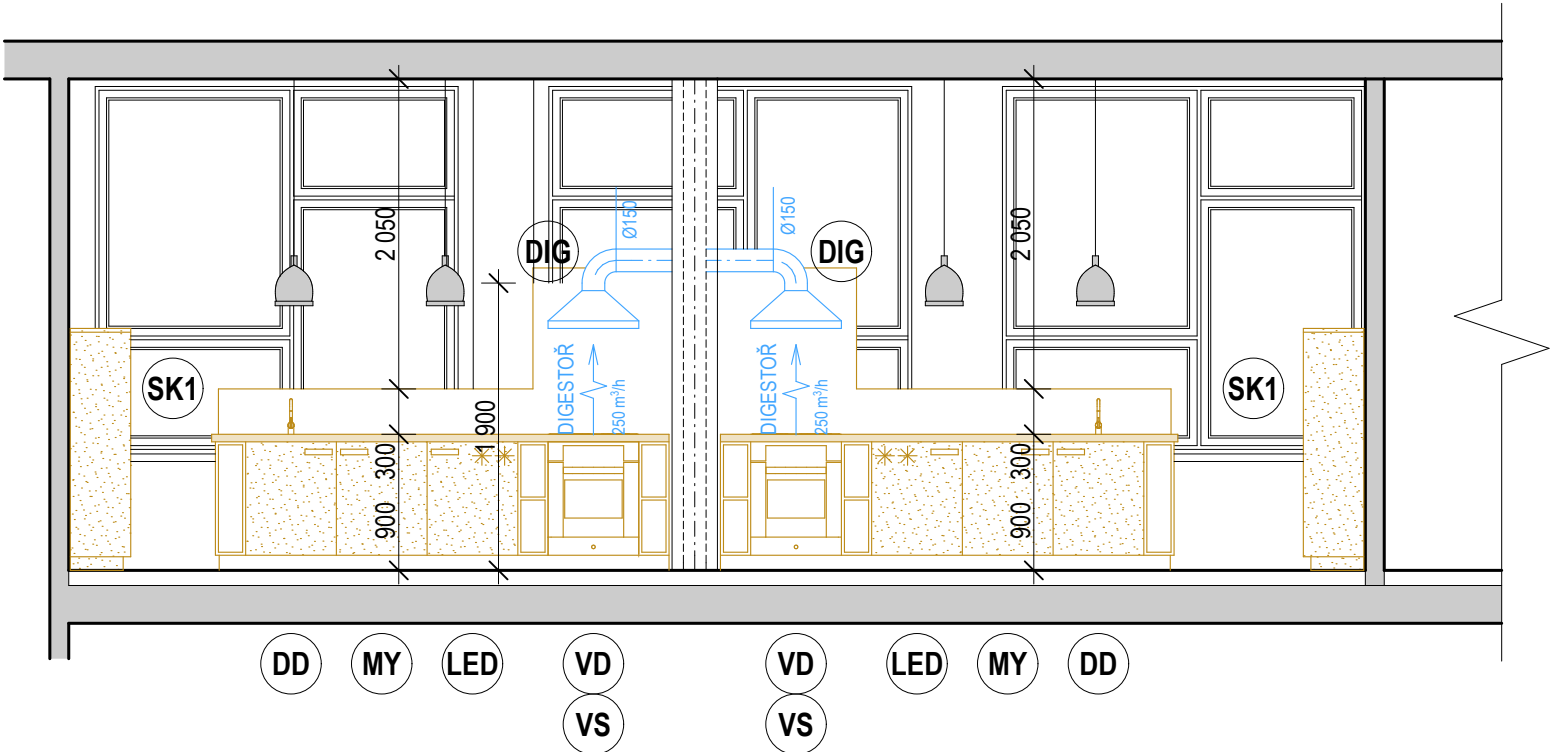 2 050
Ø150
Ø150
2 050
DIG
DIG
SK1
DIGESTOŘ
250 m³/h
DIGESTOŘ
250 m³/h
SK1
1 900
300
300
900
900
DD
MY
LED
VD
VD
LED
MY
DD
VS
VS